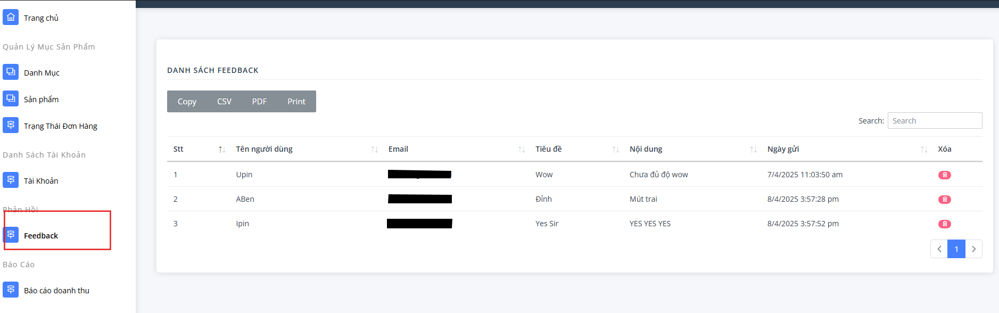 Trang chủ
Quản Lý Mục Sản Phẩm
Danh Mục
Sản phẩm
Trạng Thái Đơn Hàng
Danh Sách Tài Khoản
Tài Khoản
Phản Hồi
Feedback
Báo Cáo
Báo cáo doanh thu
DANH SÁCH FEEDBACK
Copy CSV PDF Print
Search: Search
Stt Tên người dùng Email Tiêu đề Nội dung Ngày gửi Xóa
1 Upin Wow Chưa đủ độ wow 7/4/2025 11:03:50 am
2 ABen Đỉnh Mút trai 8/4/2025 3:57:28 pm
3 Ipin Yes Sir YES YES YES 8/4/2025 3:57:52 pm
1